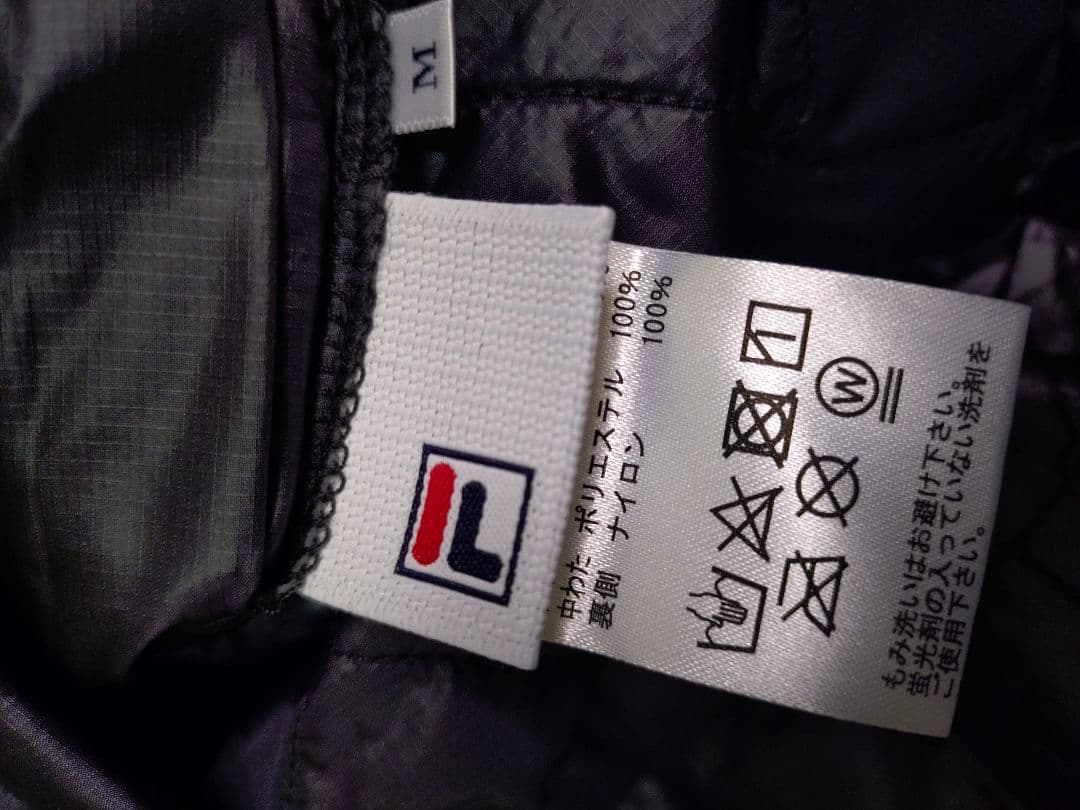 M
中わた ポリエステル 100%
裏側 ナイロン 100%
W
もみ洗いはお避け下さい。
蛍光剤の入っていない洗剤を
ご使用下さい。